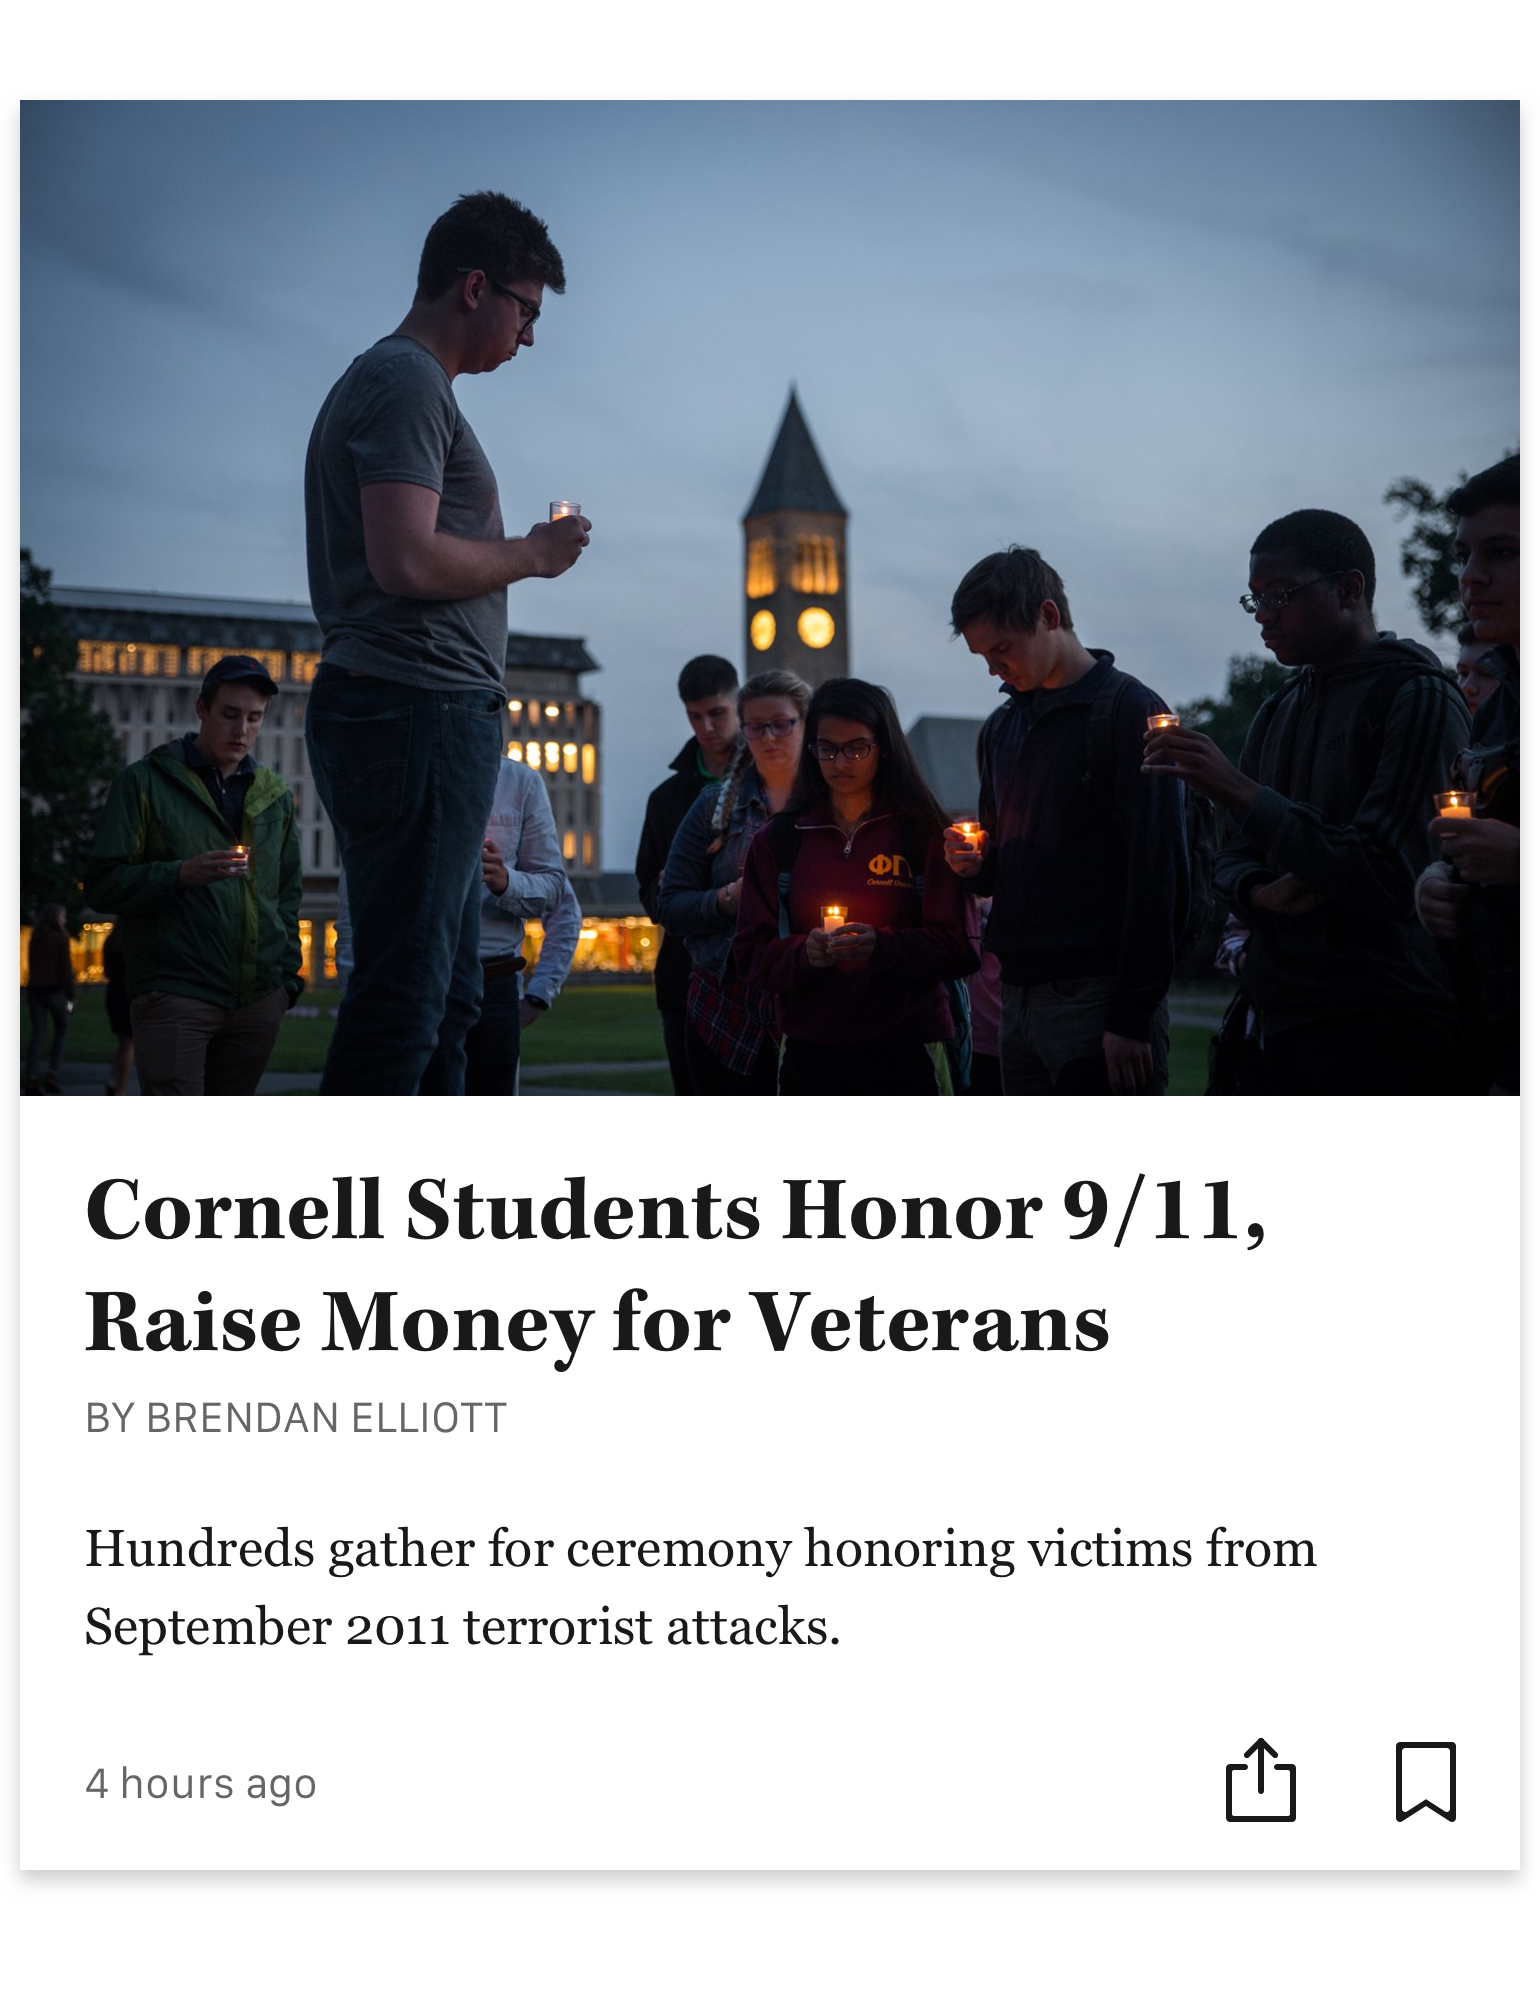 ΦΠ
Cornell Students Honor 9/11,
Raise Money for Veterans
BY BRENDAN ELLIOTT
Hundreds gather for ceremony honoring victims from
September 2011 terrorist attacks.
4 hours ago